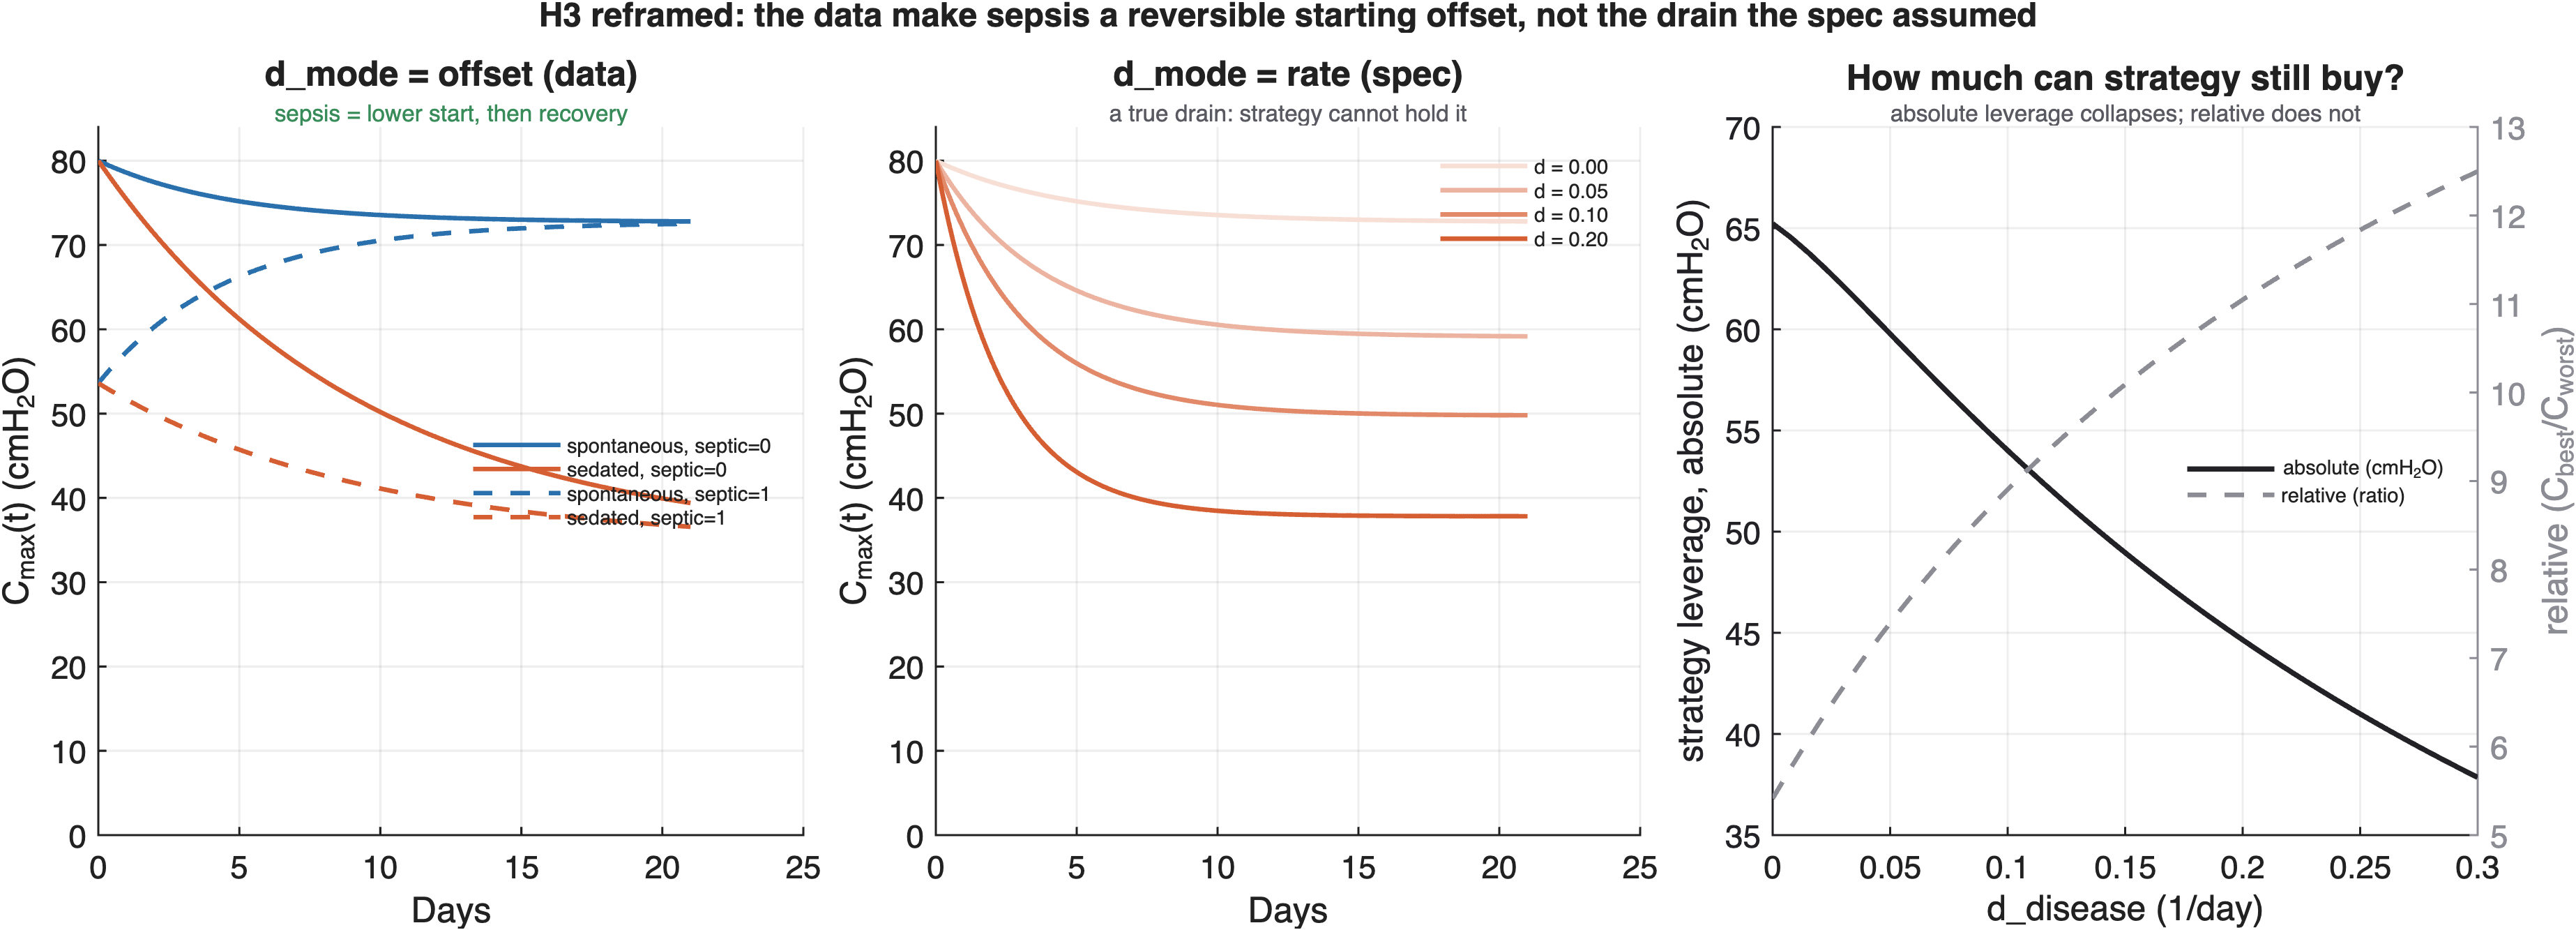 H3 reframed: the data make sepsis a reversible starting offset, not the drain the spec assumed
d_mode = offset (data)
sepsis = lower start, then recovery
80
70
60
50
40
30
20
10
0
C_max(t) (cmH₂O)
spontaneous, septic=0
sedated, septic=0
spontaneous, septic=1
sedated, septic=1
0 5 10 15 20 25
Days
d_mode = rate (spec)
a true drain: strategy cannot hold it
80
70
60
50
40
30
20
10
0
C_max(t) (cmH₂O)
d = 0.00
d = 0.05
d = 0.10
d = 0.20
0 5 10 15 20 25
Days
How much can strategy still buy?
absolute leverage collapses; relative does not
70
65
60
55
50
45
40
35
strategy leverage, absolute (cmH₂O)
absolute (cmH₂O)
relative (ratio)
13
12
11
10
9
8
7
6
5
relative (C_best/C_worst)
0 0.05 0.1 0.15 0.2 0.25 0.3
d_disease (1/day)